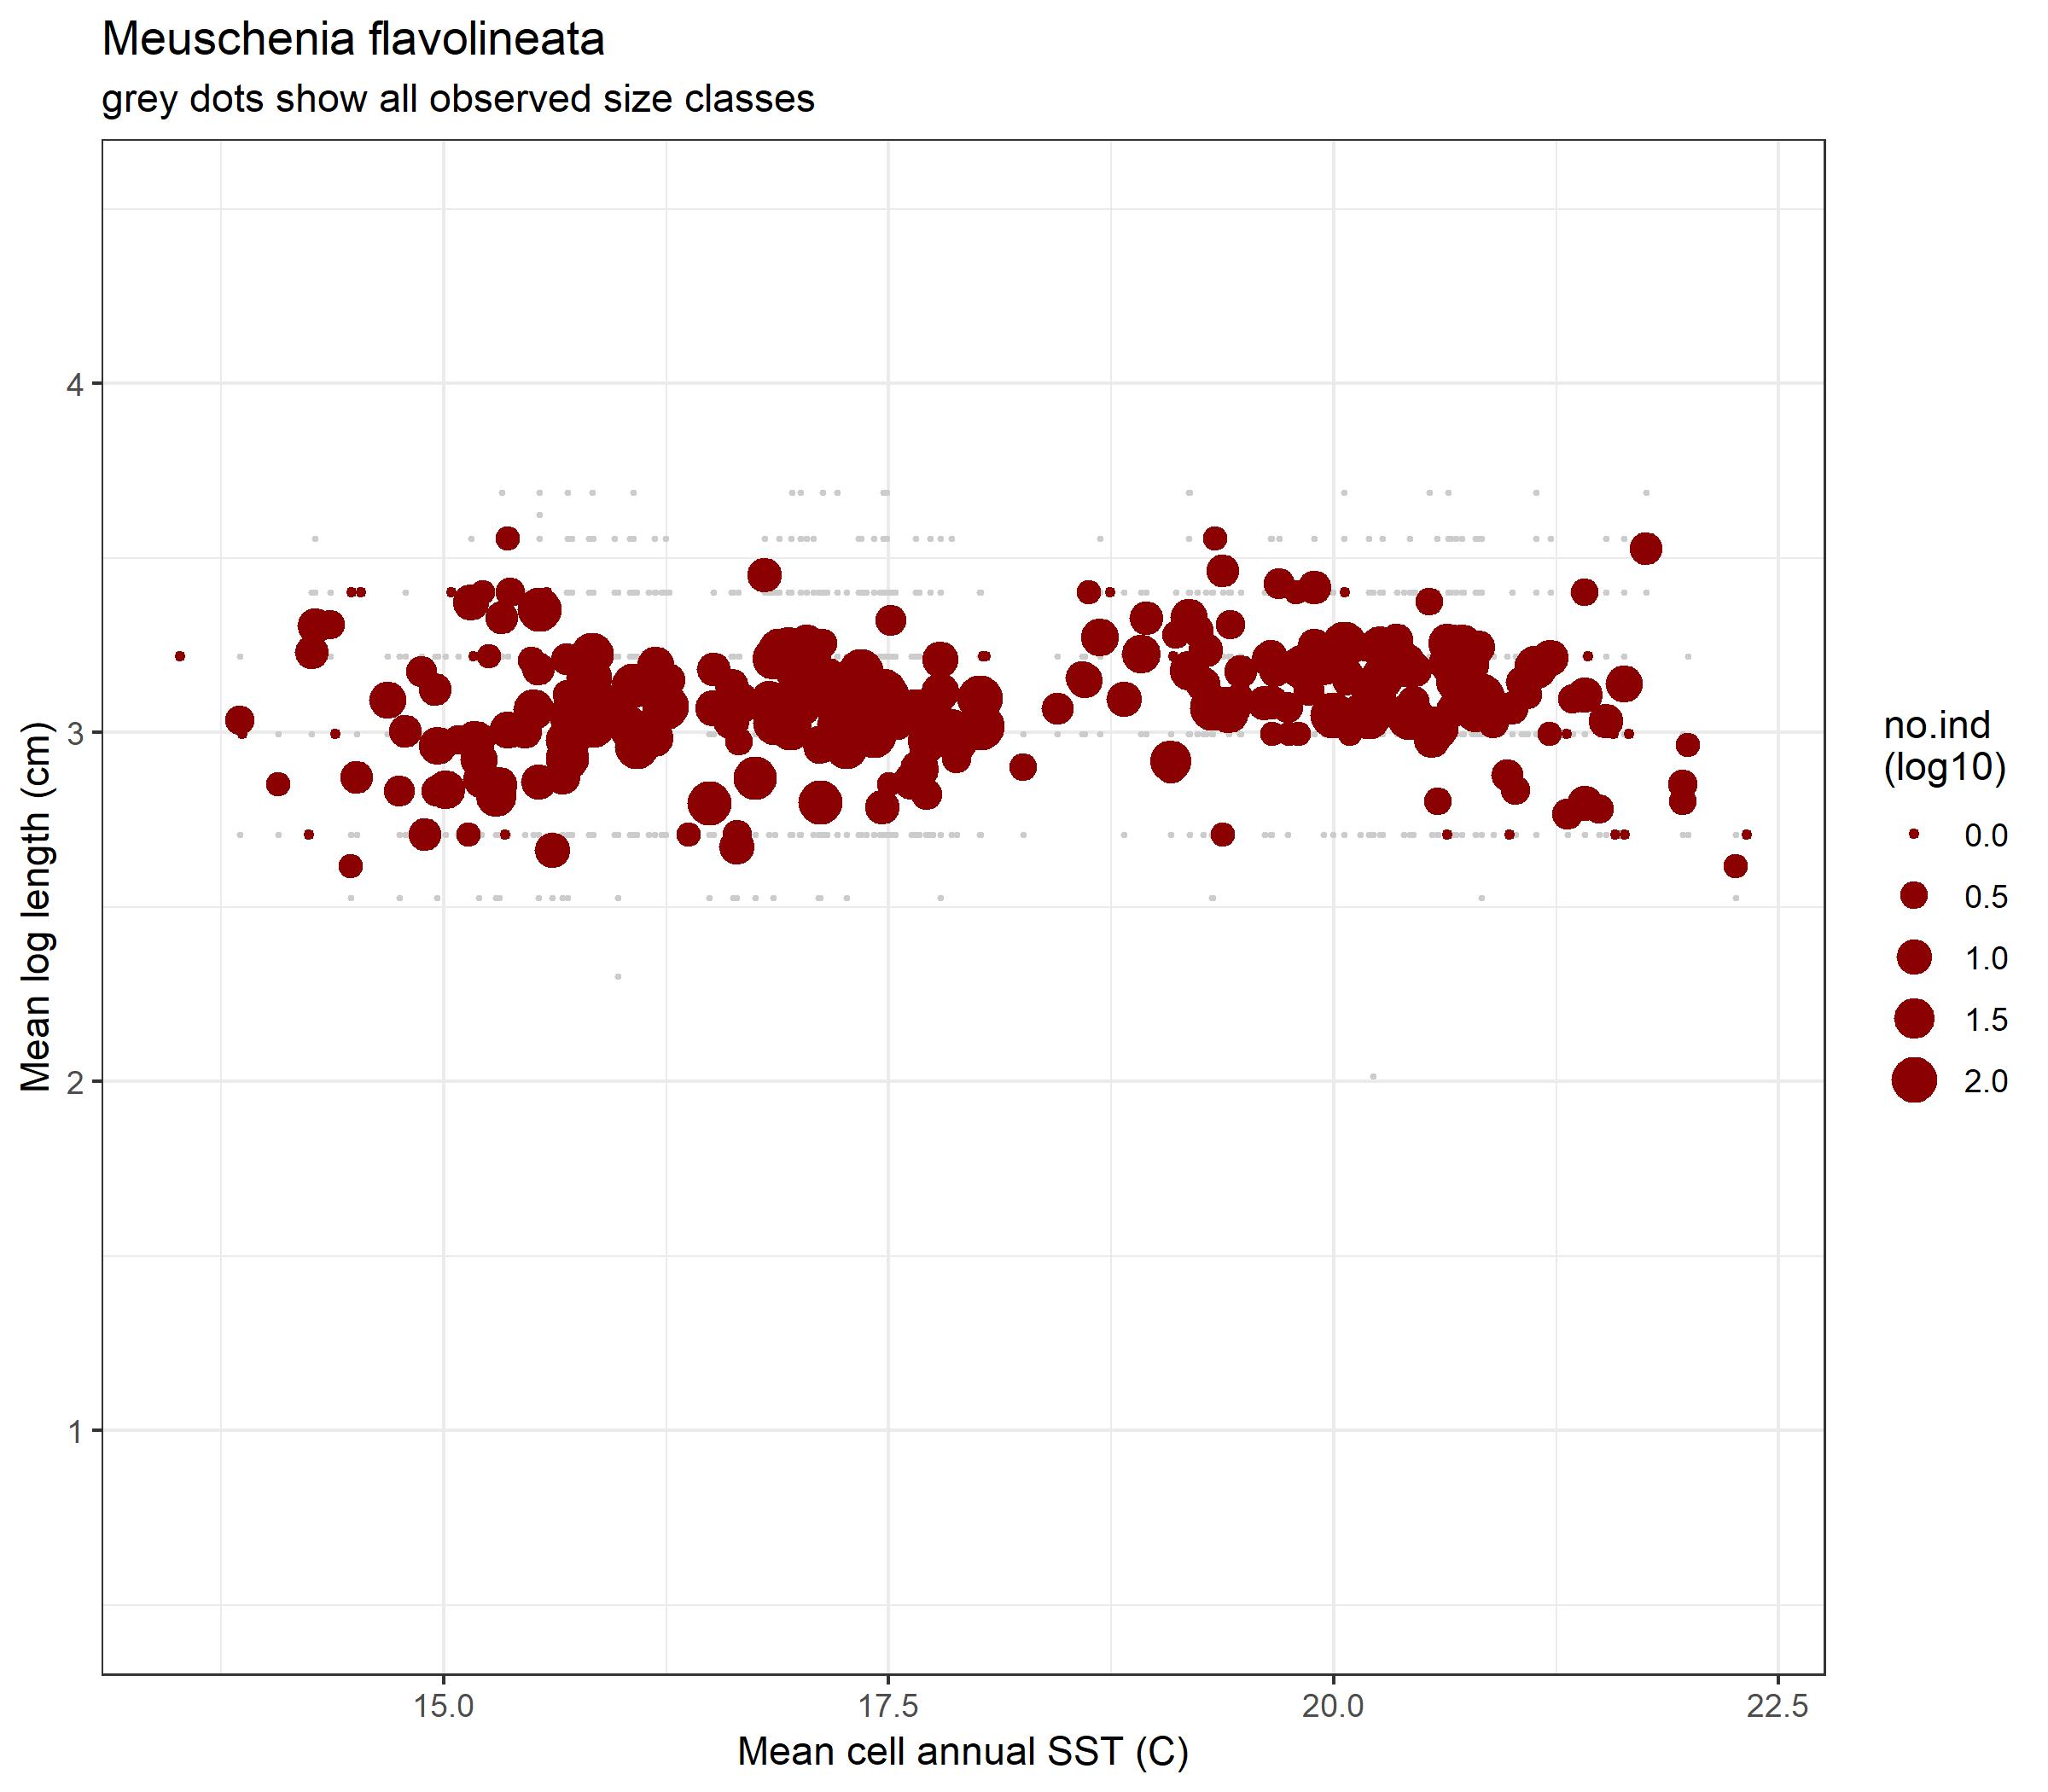 Meuschenia flavolineata
grey dots show all observed size classes
Mean log length (cm)
4
3
2
1
15.0
17.5
20.0
22.5
Mean cell annual SST (C)
no.ind
(log10)
0.0
0.5
1.0
1.5
2.0